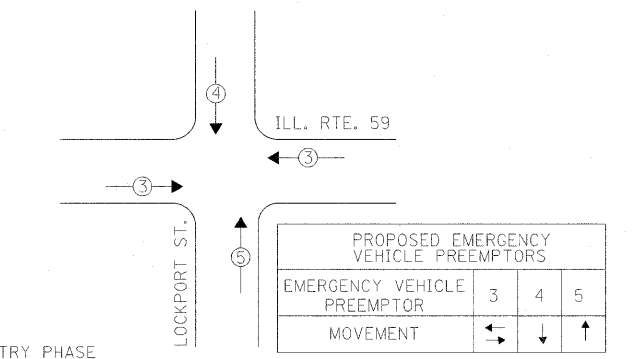 4
ILL. RTE. 59
3
3
LOCKPORT ST.
5
PROPOSED EMERGENCY
VEHICLE PREEMPTORS
EMERGENCY VEHICLE
PREEMPTOR
3 4 5
MOVEMENT
TRY PHASE